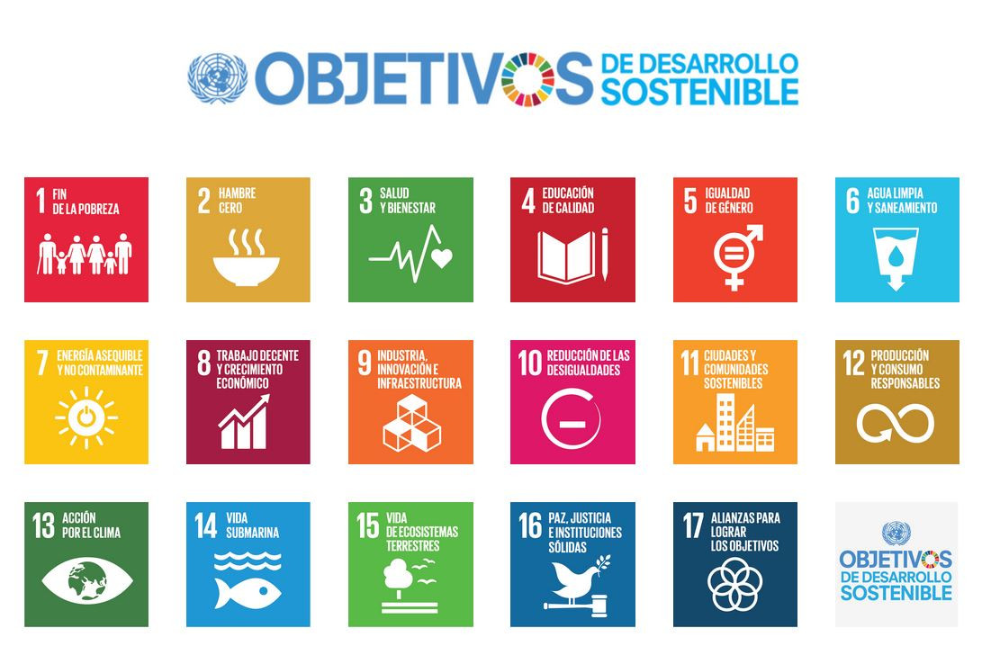 OBJETIVOS
DE DESARROLLO
SOSTENIBLE
1 FIN
DE LA POBREZA
2 HAMBRE
CERO
3 SALUD
Y BIENESTAR
4 EDUCACIÓN
DE CALIDAD
5 IGUALDAD
DE GÉNERO
6 AGUA LIMPIA
Y SANEAMIENTO
7 ENERGÍA ASEQUIBLE
Y NO CONTAMINANTE
8 TRABAJO DECENTE
Y CRECIMIENTO
ECONÓMICO
9 INDUSTRIA,
INNOVACIÓN E
INFRAESTRUCTURA
10 REDUCCIÓN DE LAS
DESIGUALDADES
11 CIUDADES Y
COMUNIDADES
SOSTENIBLES
12 PRODUCCIÓN
Y CONSUMO
RESPONSABLES
13 ACCIÓN
POR EL CLIMA
14 VIDA
SUBMARINA
15 VIDA
DE ECOSISTEMAS
TERRESTRES
16 PAZ, JUSTICIA
E INSTITUCIONES
SÓLIDAS
17 ALIANZAS PARA
LOGRAR
LOS OBJETIVOS
OBJETIVOS
DE DESARROLLO
SOSTENIBLE